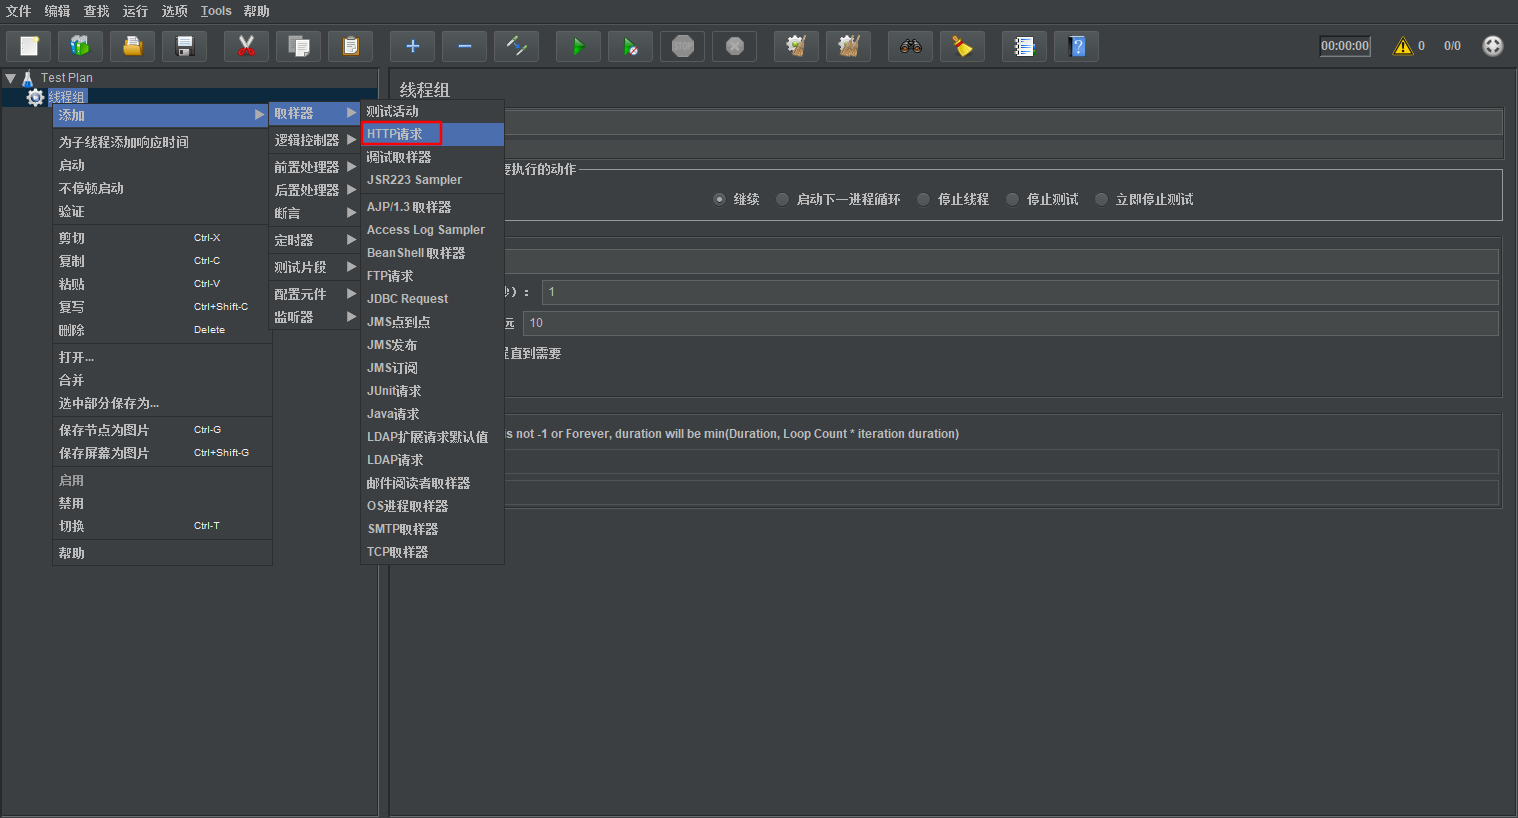 文件 编辑 查找 运行 选项 Tools 帮助
STOP
00:00:00 0 0/0
Test Plan
线程组
添加
为子线程添加响应时间
启动
不停顿启动
验证
剪切 Ctrl-X
复制 Ctrl-C
粘贴 Ctrl-V
复写 Ctrl+Shift-C
删除 Delete
打开...
合并
选中部分保存为...
保存节点为图片 Ctrl-G
保存屏幕为图片 Ctrl+Shift-G
启用
禁用
切换 Ctrl-T
帮助
取样器
逻辑控制器
前置处理器
后置处理器
断言
定时器
测试片段
配置元件
监听器
测试活动
HTTP请求
调试取样器
JSR223 Sampler
AJP/1.3 取样器
Access Log Sampler
BeanShell 取样器
FTP请求
JDBC Request
JMS点到点
JMS发布
JMS订阅
JUnit请求
Java请求
LDAP扩展请求默认值
LDAP请求
邮件阅读者取样器
OS进程取样器
SMTP取样器
TCP取样器
线程组
要执行的动作
继续 启动下一进程循环 停止线程 停止测试 立即停止测试
）： 1
远 10
直到需要
is not -1 or Forever, duration will be min(Duration, Loop Count * iteration duration)